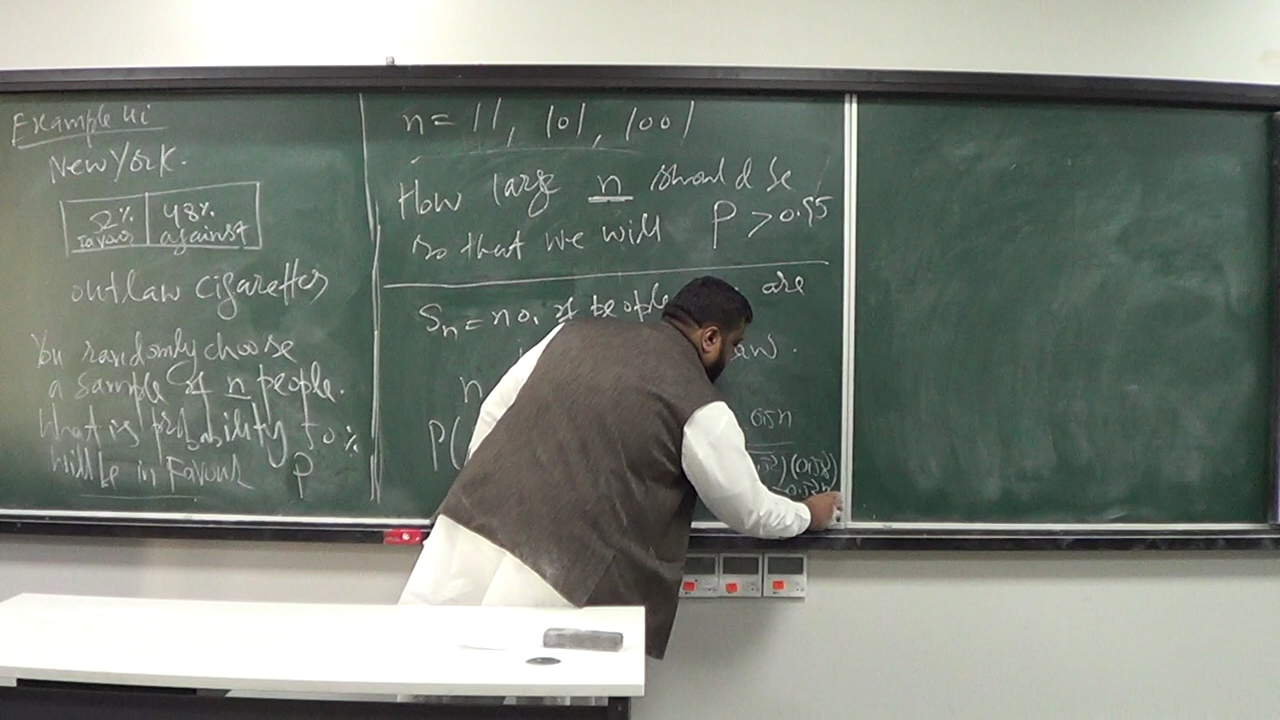 Example 4i
New York.
52% 48%
Favour against
outlaw cigarettes
You randomly choose
a sample of n people.
What is probability 50%
will be in Favour P
n = 11, 101, 1001
How large n should be
so that we will P > 0.95
Sn = no. of people are
n
P(
0.5n